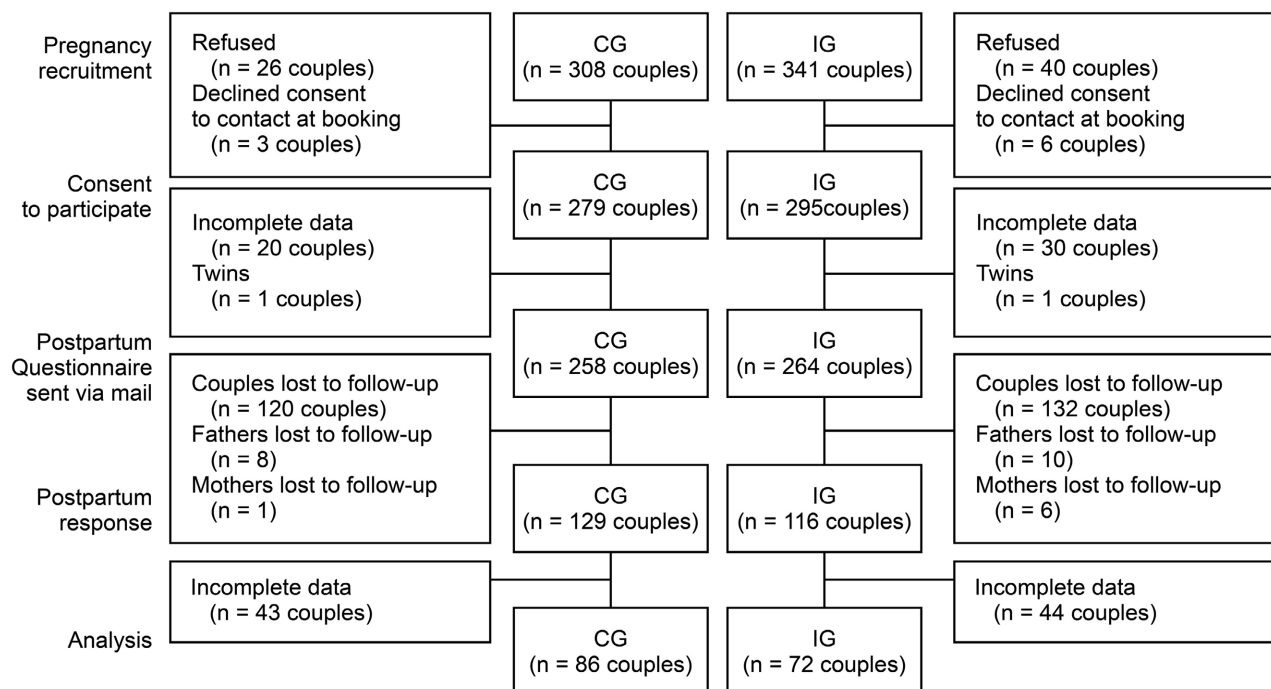 Pregnancy
recruitment
Refused
(n = 26 couples)
Declined consent
to contact at booking
(n = 3 couples)
CG
(n = 308 couples)
IG
(n = 341 couples)
Refused
(n = 40 couples)
Declined consent
to contact at booking
(n = 6 couples)
Consent
to participate
CG
(n = 279 couples)
IG
(n = 295couples)
Incomplete data
(n = 20 couples)
Twins
(n = 1 couples)
Incomplete data
(n = 30 couples)
Twins
(n = 1 couples)
Postpartum
Questionnaire
sent via mail
CG
(n = 258 couples)
IG
(n = 264 couples)
Couples lost to follow-up
(n = 120 couples)
Fathers lost to follow-up
(n = 8)
Mothers lost to follow-up
(n = 1)
Couples lost to follow-up
(n = 132 couples)
Fathers lost to follow-up
(n = 10)
Mothers lost to follow-up
(n = 6)
Postpartum
response
CG
(n = 129 couples)
IG
(n = 116 couples)
Incomplete data
(n = 43 couples)
Incomplete data
(n = 44 couples)
Analysis
CG
(n = 86 couples)
IG
(n = 72 couples)